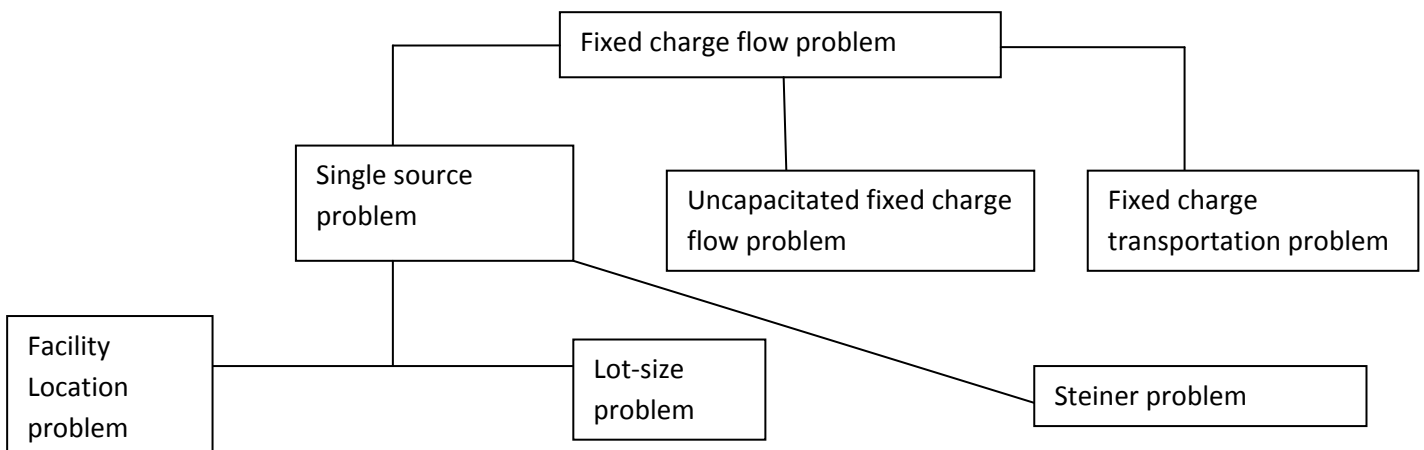 Fixed charge flow problem
Single source
problem
Uncapacitated fixed charge
flow problem
Fixed charge
transportation problem
Facility
Location
problem
Lot-size
problem
Steiner problem